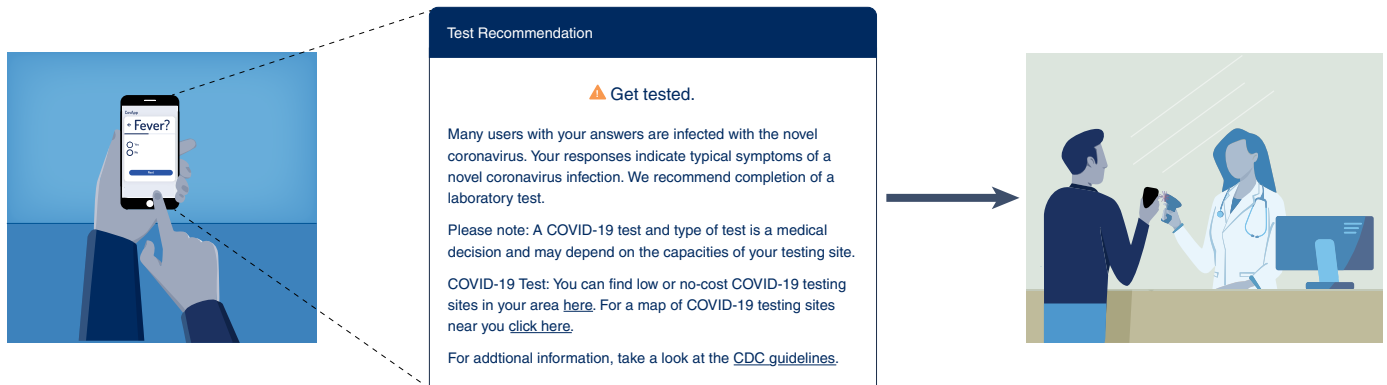 CovApp
Fever?
Yes
No
Next
Test Recommendation
Get tested.
Many users with your answers are infected with the novel
coronavirus. Your responses indicate typical symptoms of a
novel coronavirus infection. We recommend completion of a
laboratory test.
Please note: A COVID-19 test and type of test is a medical
decision and may depend on the capacities of your testing site.
COVID-19 Test: You can find low or no-cost COVID-19 testing
sites in your area here. For a map of COVID-19 testing sites
near you click here.
For addtional information, take a look at the CDC guidelines.